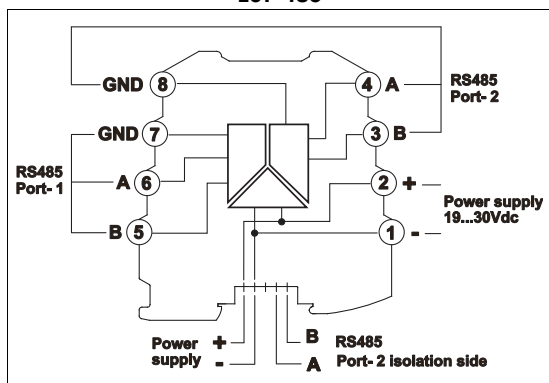 GND 8
4 A
RS485
Port- 2
GND 7
3 B
RS485
Port- 1
A 6
2 +
Power supply
19...30Vdc
B 5
1 -
Power
supply
+
-
B
A
RS485
Port- 2 isolation side